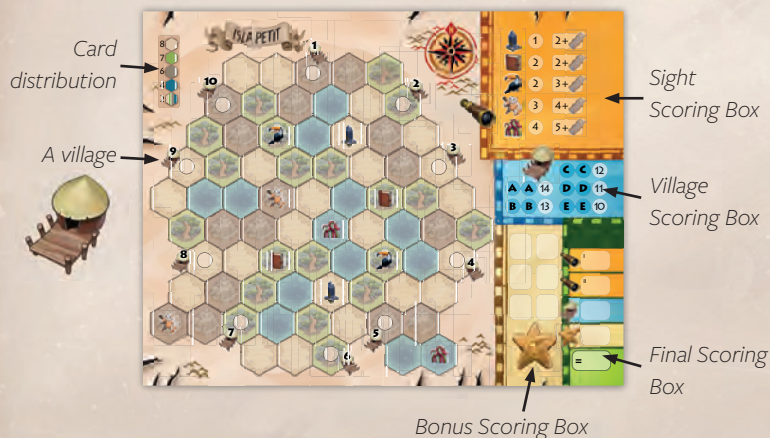 Card
distribution
A village
ISLA PETIT
8
7
6
1
2
3
4
5
6
7
8
9
10
1 2+
2 2+
2 3+
3 4+
4 5+
C C 12
A A 14 D D 11
B B 13 E E 10
=
Sight
Scoring Box
Village
Scoring Box
Final Scoring
Box
Bonus Scoring Box